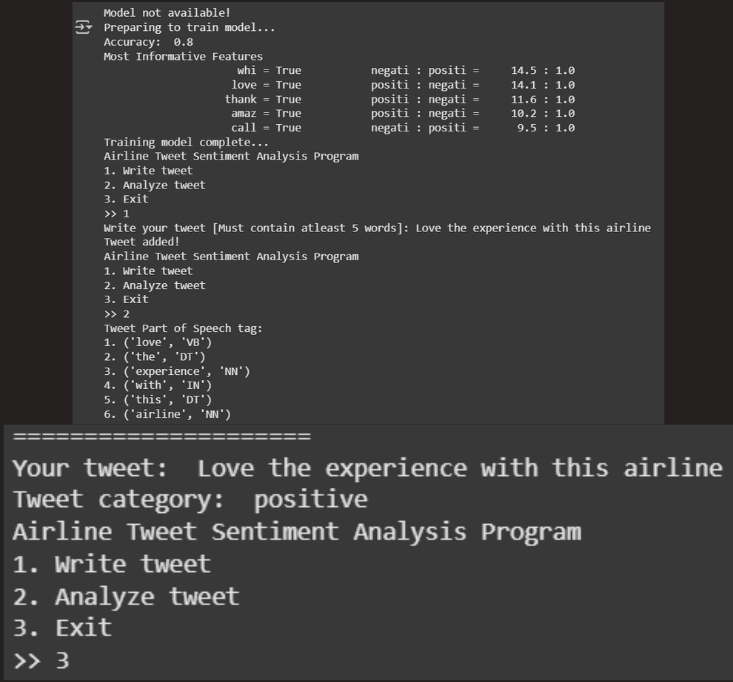 Model not available!
Preparing to train model...
Accuracy:  0.8
Most Informative Features
whi = True           negati : positi =     14.5 : 1.0
love = True           positi : negati =     14.1 : 1.0
thank = True           positi : negati =     11.6 : 1.0
amaz = True           positi : negati =     10.2 : 1.0
call = True           negati : positi =      9.5 : 1.0
Training model complete...
Airline Tweet Sentiment Analysis Program
1. Write tweet
2. Analyze tweet
3. Exit
>> 1
Write your tweet [Must contain atleast 5 words]: Love the experience with this airline
Tweet added!
Airline Tweet Sentiment Analysis Program
1. Write tweet
2. Analyze tweet
3. Exit
>> 2
Tweet Part of Speech tag:
1. ('love', 'VB')
2. ('the', 'DT')
3. ('experience', 'NN')
4. ('with', 'IN')
5. ('this', 'DT')
6. ('airline', 'NN')
======================
Your tweet:  Love the experience with this airline
Tweet category:  positive
Airline Tweet Sentiment Analysis Program
1. Write tweet
2. Analyze tweet
3. Exit
>> 3